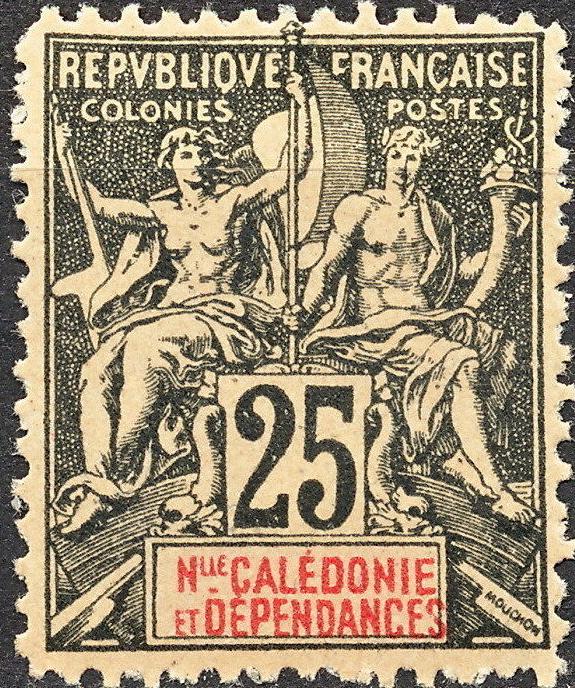 REPVBLIQVE FRANÇAISE
COLONIES POSTES
25
NLLE CALÉDONIE
ET DÉPENDANCES
MOUCHON